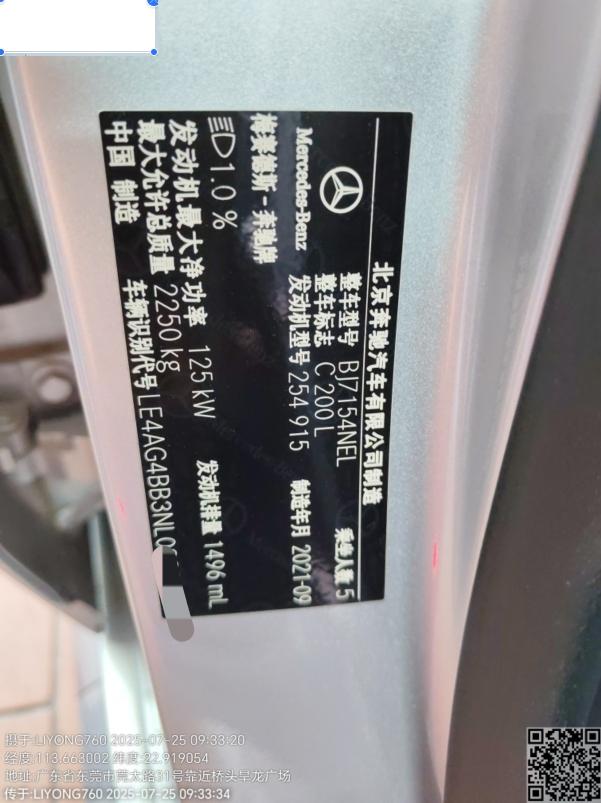 北京奔驰汽车有限公司制造
Mercedes-Benz
梅赛德斯-奔驰牌
整车型号 BJ7154NEL
乘坐人数 5
整车标志 C 200 L
发动机型号 254 915
制造年月 2021-09
1.0 %
发动机排量 1496 mL
发动机最大净功率 125 kW
最大允许总质量 2250 kg
中国 制造
车辆识别代号 LE4AG4BB3NL0
摄于:LIYONG760 2025-07-25 09:33:20
经度:113.663002 纬度:22.919054
地址:广东省东莞市莞太路31号靠近桥头旱龙广场
传于:LIYONG760 2025-07-25 09:33:34